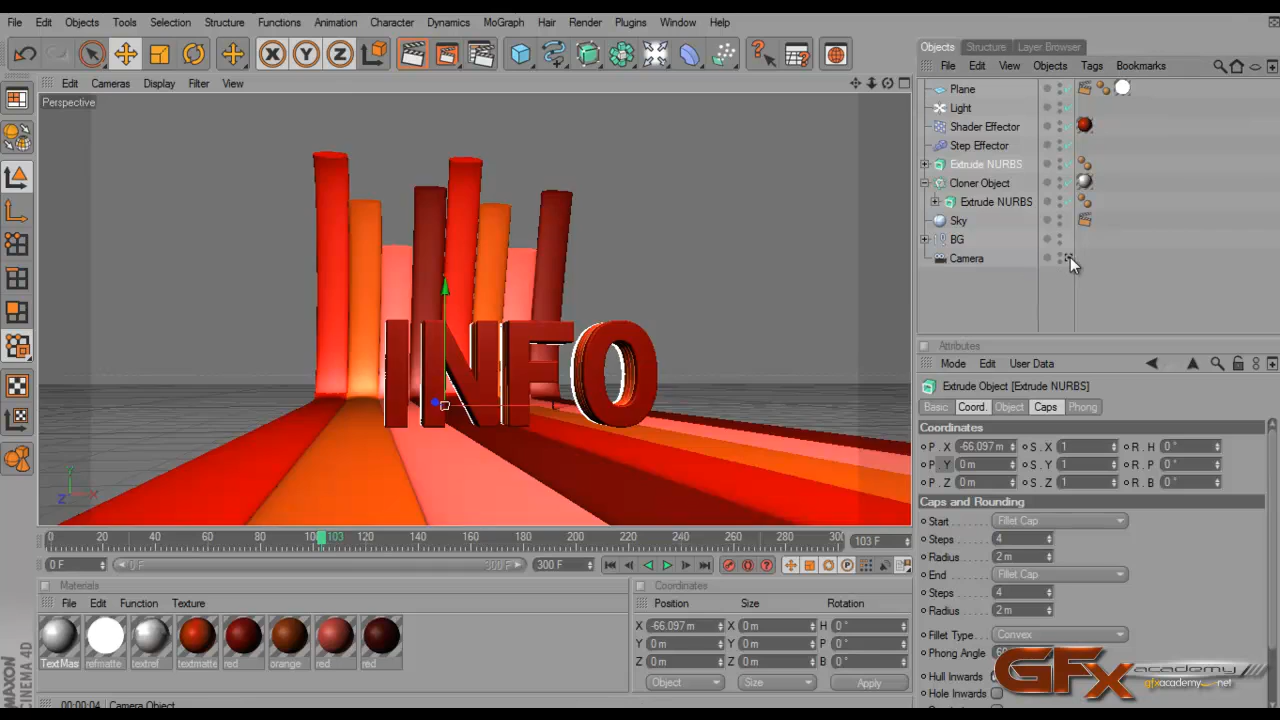 File Edit Objects Tools Selection Structure Functions Animation Character Dynamics MoGraph Hair Render Plugins Window Help
Edit Cameras Display Filter View
Perspective
INFO
Y
Z X
0 20 40 60 80 103 120 140 160 180 200 220 240 260 280 300
103 F
0 F 0 F 300 F 300 F
Materials
File Edit Function Texture
TextMas refmatte textref textmatte red orange red red
Coordinates
Position Size Rotation
X -66.097 m X 0 m H 0 °
Y 0 m Y 0 m P 0 °
Z 0 m Z 0 m B 0 °
Object Size Apply
00:00:04 Camera Object
MAXON
CINEMA 4D
Objects Structure Layer Browser
File Edit View Objects Tags Bookmarks
Plane
Light
Shader Effector
Step Effector
Extrude NURBS
Cloner Object
Extrude NURBS
Sky
BG
Camera
Attributes
Mode Edit User Data
Extrude Object [Extrude NURBS]
Basic Coord. Object Caps Phong
Coordinates
P . X -66.097 m S . X 1 R . H 0 °
P . Y 0 m S . Y 1 R . P 0 °
P . Z 0 m S . Z 1 R . B 0 °
Caps and Rounding
Start Fillet Cap
Steps 4
Radius 2 m
End Fillet Cap
Steps 4
Radius 2 m
Fillet Type Convex
Phong Angle
Hull Inwards
Hole Inwards
GFx academy
gfxacademy.net